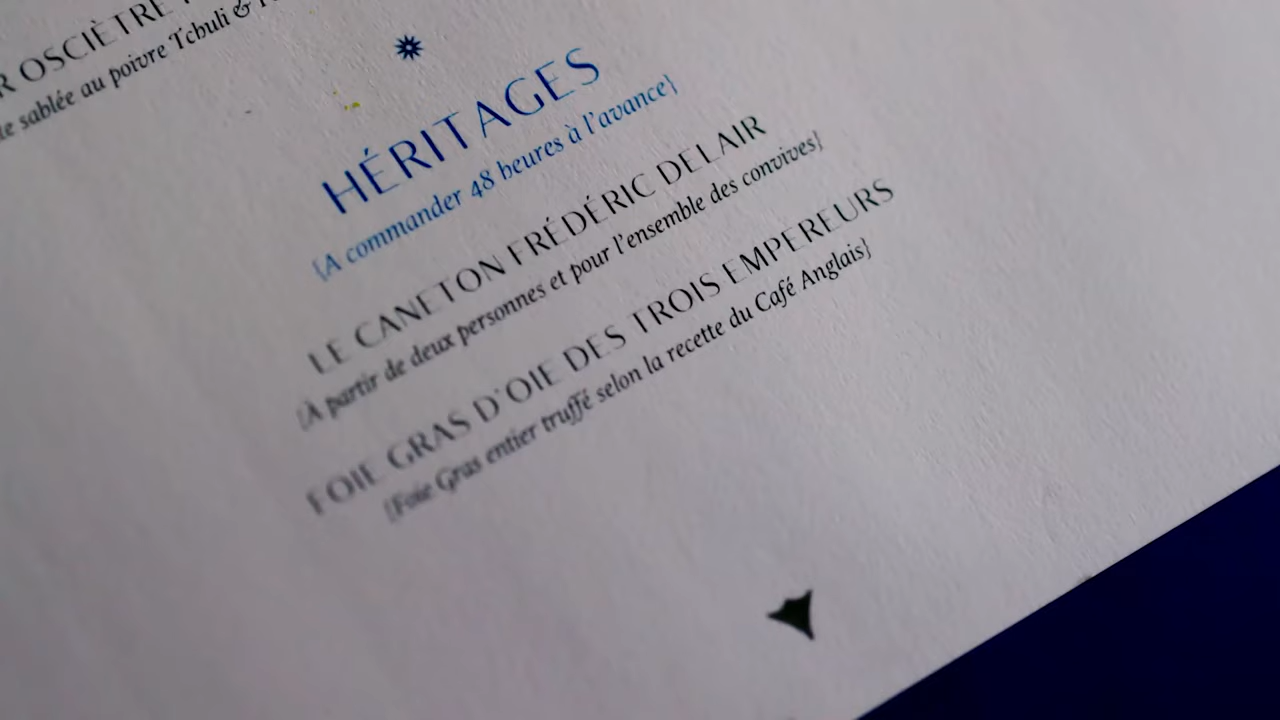 R OSCIÈTRE
le sablée au poivre Tchuli &
HÉRITAGES
{A commander 48 heures à l'avance}
LE CANETON FRÉDÉRIC DELAIR
{À partir de deux personnes et pour l'ensemble des convives}
FOIE GRAS D'OIE DES TROIS EMPEREURS
{Foie Gras entier truffé selon la recette du Café Anglais}